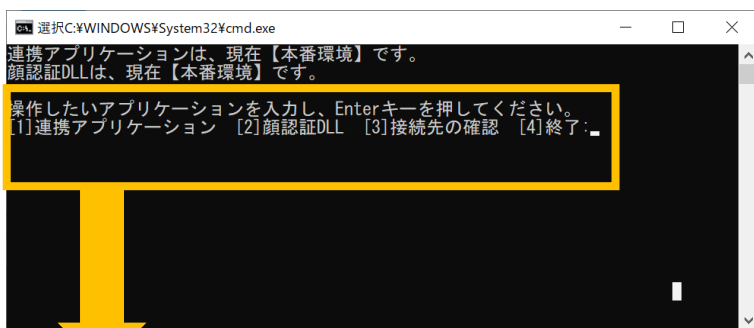 選択C:¥WINDOWS¥System32¥cmd.exe
連携アプリケーションは、現在【本番環境】です。
顔認証DLLは、現在【本番環境】です。
操作したいアプリケーションを入力し、Enterキーを押してください。
[1]連携アプリケーション [2]顔認証DLL [3]接続先の確認 [4]終了: